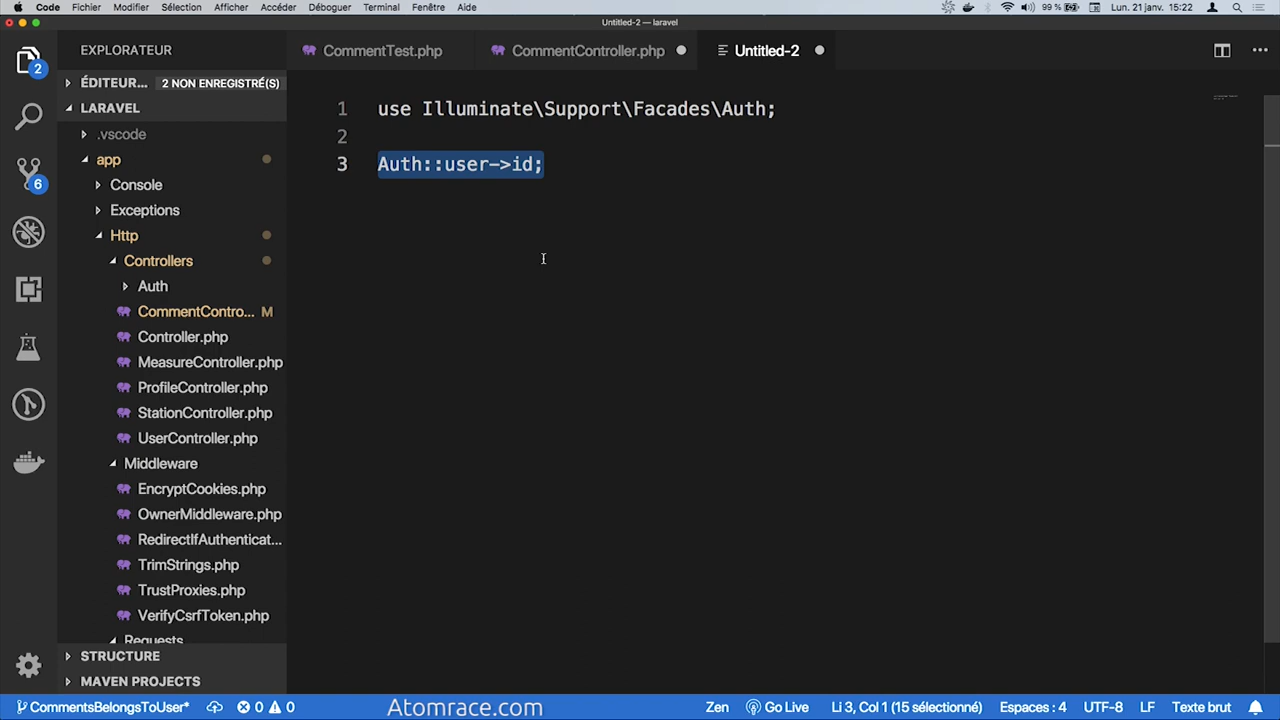 Code Fichier Modifier Sélection Afficher Accéder Déboguer Terminal Fenêtre Aide 99 % Lun. 21 janv. 15:22
Untitled-2 — laravel
EXPLORATEUR
CommentTest.php
CommentController.php
Untitled-2
2
6
ÉDITEUR... 2 NON ENREGISTRÉ(S)
LARAVEL
.vscode
app
Console
Exceptions
Http
Controllers
Auth
CommentContro... M
Controller.php
MeasureController.php
ProfileController.php
StationController.php
UserController.php
Middleware
EncryptCookies.php
OwnerMiddleware.php
RedirectIfAuthenticat...
TrimStrings.php
TrustProxies.php
VerifyCsrfToken.php
Requests
STRUCTURE
MAVEN PROJECTS
1 use Illuminate\Support\Facades\Auth;
2
3 Auth::user->id;
CommentsBelongsToUser* 0 0 Atomrace.com Zen Go Live Li 3, Col 1 (15 sélectionné) Espaces : 4 UTF-8 LF Texte brut